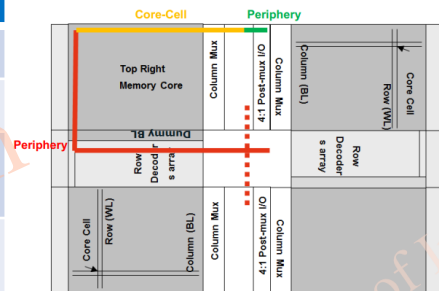 Core-Cell
Periphery
Top Right
Memory Core
Column Mux
4:1 Post-mux I/O
Column Mux
Column (BL)
Row (WL)
Core Cell
Dummy BL
Periphery
Row
Decoder
s array
Row
Decoder
s array
Core Cell
Row (WL)
Column (BL)
Column Mux
4:1 Post-mux I/O
Column Mux
of